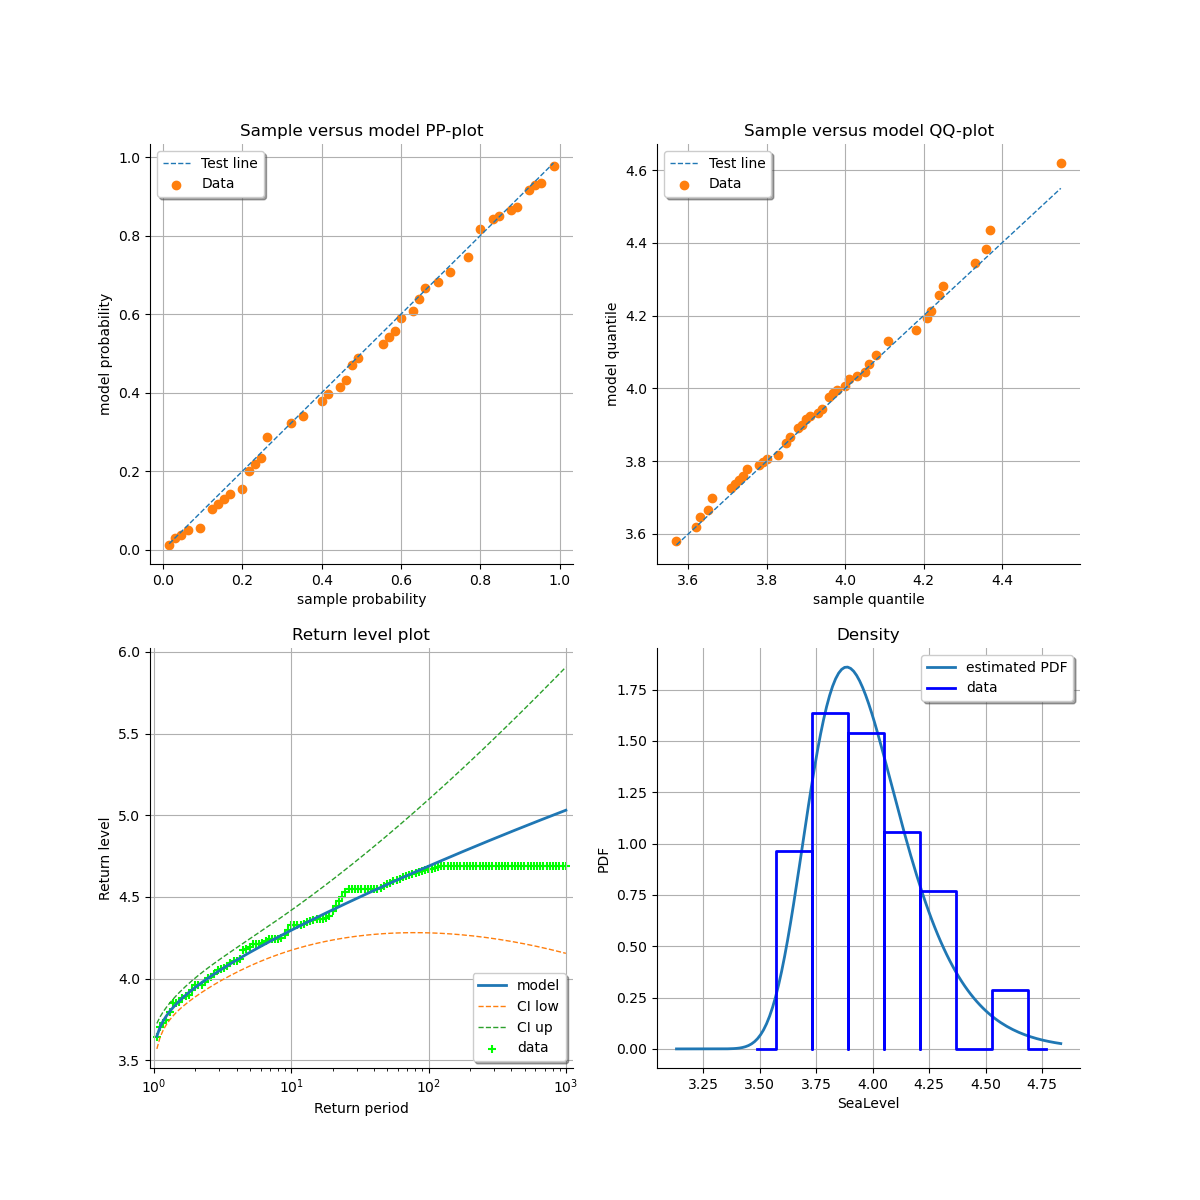 Sample versus model PP-plot
Test line
Data
model probability
1.0
0.8
0.6
0.4
0.2
0.0
0.0 0.2 0.4 0.6 0.8 1.0
sample probability
Sample versus model QQ-plot
Test line
Data
model quantile
4.6
4.4
4.2
4.0
3.8
3.6
3.6 3.8 4.0 4.2 4.4
sample quantile
Return level plot
Return level
6.0
5.5
5.0
4.5
4.0
3.5
model
CI low
CI up
data
10⁰ 10¹ 10² 10³
Return period
Density
estimated PDF
data
PDF
1.75
1.50
1.25
1.00
0.75
0.50
0.25
0.00
3.25 3.50 3.75 4.00 4.25 4.50 4.75
SeaLevel